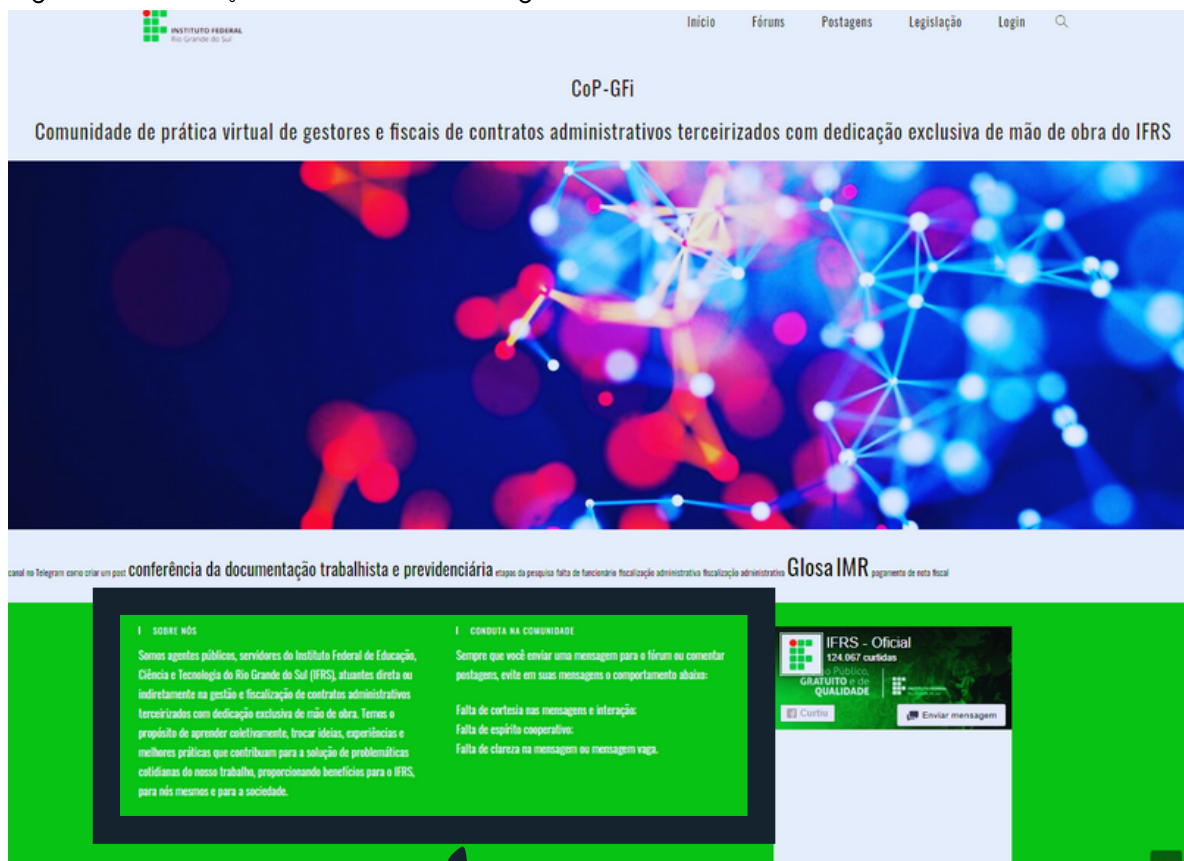 INSTITUTO FEDERAL
Rio Grande do Sul
Início Fóruns Postagens Legislação Login
CoP-GFi
Comunidade de prática virtual de gestores e fiscais de contratos administrativos terceirizados com dedicação exclusiva de mão de obra do IFRS
canal no Telegram como criar um post conferência da documentação trabalhista e previdenciária etapas da pesquisa falta de funcionário fiscalização administrativa fiscalização administrativo Glosa IMR pagamento de nota fiscal
SOBRE NÓS
Somos agentes públicos, servidores do Instituto Federal de Educação,
Ciência e Tecnologia do Rio Grande do Sul (IFRS), atuantes direta ou
indiretamente na gestão e fiscalização de contratos administrativos
terceirizados com dedicação exclusiva de mão de obra. Temos o
propósito de aprender coletivamente, trocar ideias, experiências e
melhores práticas que contribuam para a solução de problemáticas
cotidianas do nosso trabalho, proporcionando benefícios para o IFRS,
para nós mesmos e para a sociedade.
CONDUTA NA COMUNIDADE
Sempre que você enviar uma mensagem para o fórum ou comentar
postagens, evite em suas mensagens o comportamento abaixo:
Falta de cortesia nas mensagens e interação:
Falta de espírito cooperativo:
Falta de clareza na mensagem ou mensagem vaga.
IFRS - Oficial
124.067 curtidas
Público,
GRATUITO e de
QUALIDADE
Curtiu
Enviar mensagem